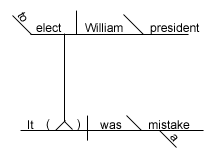 to elect William president
It ( ) was mistake
a